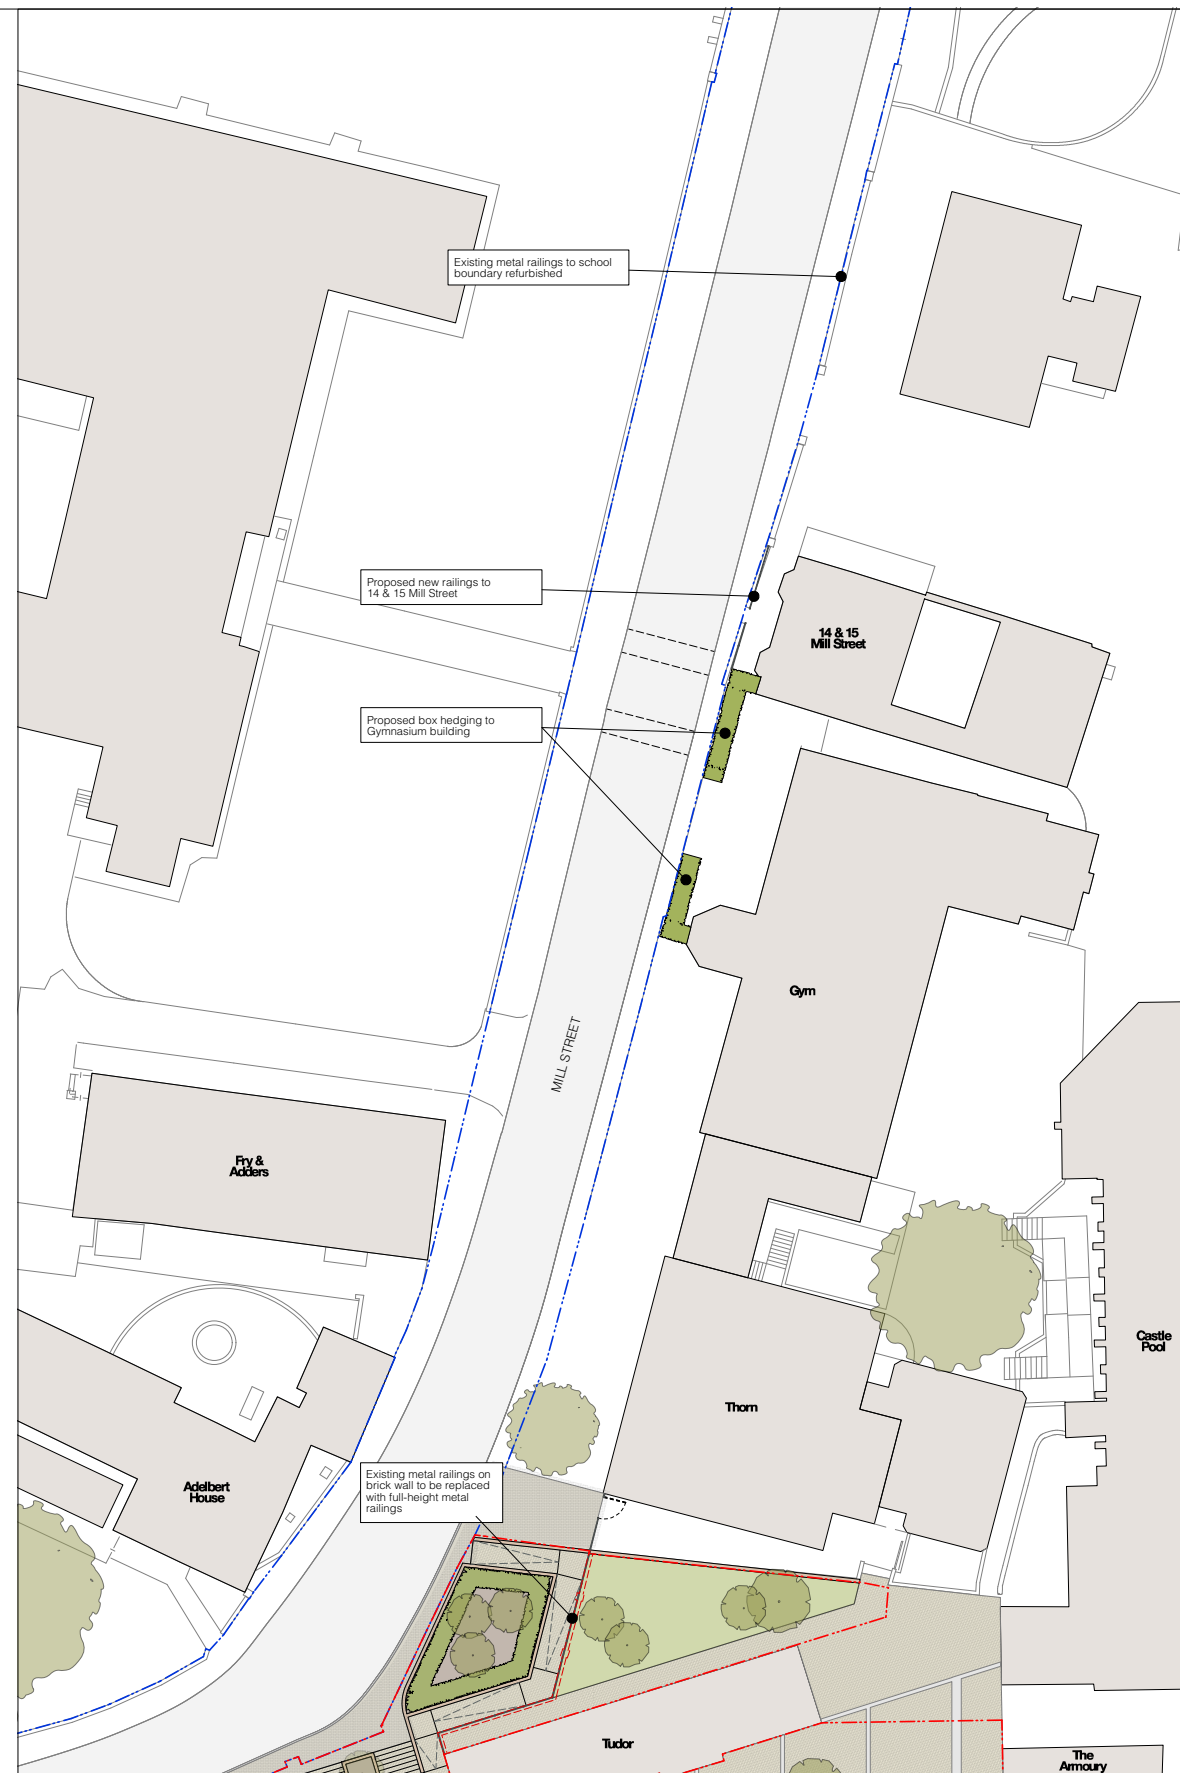 Existing metal railings to school
boundary refurbished
Proposed new railings to
14 & 15 Mill Street
14 & 15
Mill Street
Proposed box hedging to
Gymnasium building
Gym
MILL STREET
Fry &
Adders
Castle
Pool
Thorn
Adelbert
House
Existing metal railings on
brick wall to be replaced
with full-height metal
railings
Tudor
The
Armoury